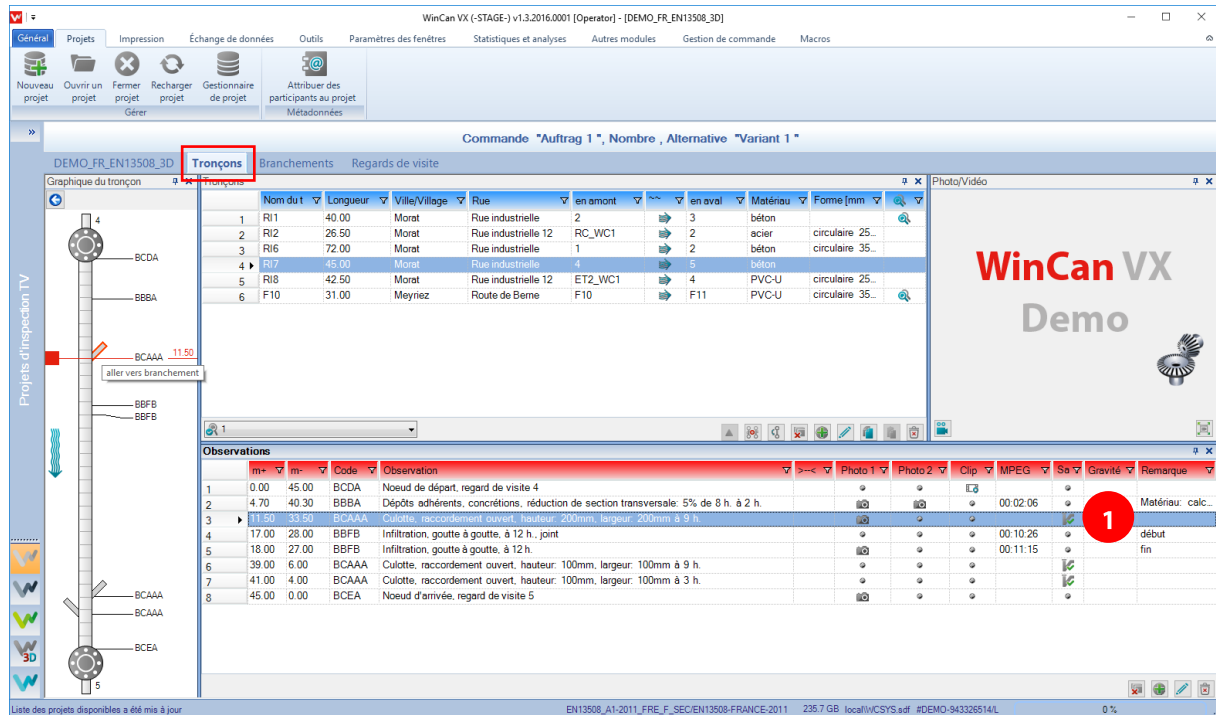 WinCan VX (-STAGE-) v1.3.2016.0001 [Operator] - [DEMO_FR_EN13508_3D]
Général Projets Impression Échange de données Outils Paramètres des fenêtres Statistiques et analyses Autres modules Gestion de commande Macros
Nouveau projet
Ouvrir un projet
Fermer projet
Recharger projet
Gestionnaire de projet
Attribuer des participants au projet
Gérer
Métadonnées
Commande "Auftrag 1 ", Nombre , Alternative "Variant 1 "
DEMO_FR_EN13508_3D Tronçons Branchements Regards de visite
Projets d'inspection TV
Graphique du tronçon
4
BCDA
BBBA
BCAAA 11.50
aller vers branchement
BBFB
BBFB
BCAAA
BCAAA
BCEA
5
Tronçons
Nom du t Longueur Ville/Village Rue en amont ~~ en aval Matériau Forme [mm
1 RI1 40.00 Morat Rue industrielle 2 3 béton
2 RI2 26.50 Morat Rue industrielle 12 RC_WC1 2 acier circulaire 25...
3 RI6 72.00 Morat Rue industrielle 1 2 béton circulaire 35...
4 RI7 45.00 Morat Rue industrielle 4 5 béton
5 RI8 42.50 Morat Rue industrielle 12 ET2_WC1 4 PVC-U circulaire 25...
6 F10 31.00 Meyriez Route de Berne F10 F11 PVC-U circulaire 35...
1
Photo/Vidéo
WinCan VX
Demo
Observations
m+ m- Code Observation >--< Photo 1 Photo 2 Clip MPEG Sa Gravité Remarque
1 0.00 45.00 BCDA Noeud de départ, regard de visite 4
2 4.70 40.30 BBBA Dépôts adhérents, concrétions, réduction de section transversale: 5% de 8 h. à 2 h. 00:02:06 Matériau: calc...
3 11.50 33.50 BCAAA Culotte, raccordement ouvert, hauteur: 200mm, largeur: 200mm à 9 h.
4 17.00 28.00 BBFB Infiltration, goutte à goutte, à 12 h., joint 00:10:26 début
5 18.00 27.00 BBFB Infiltration, goutte à goutte, à 12 h. 00:11:15 fin
6 39.00 6.00 BCAAA Culotte, raccordement ouvert, hauteur: 100mm, largeur: 100mm à 9 h.
7 41.00 4.00 BCAAA Culotte, raccordement ouvert, hauteur: 100mm, largeur: 100mm à 3 h.
8 45.00 0.00 BCEA Noeud d'arrivée, regard de visite 5
1
3D
Liste des projets disponibles a été mis à jour EN13508_A1-2011_FRE_F_SEC/EN13508-FRANCE-2011 235.7 GB local\WCSYS.sdf #DEMO-943326514/L 0 %